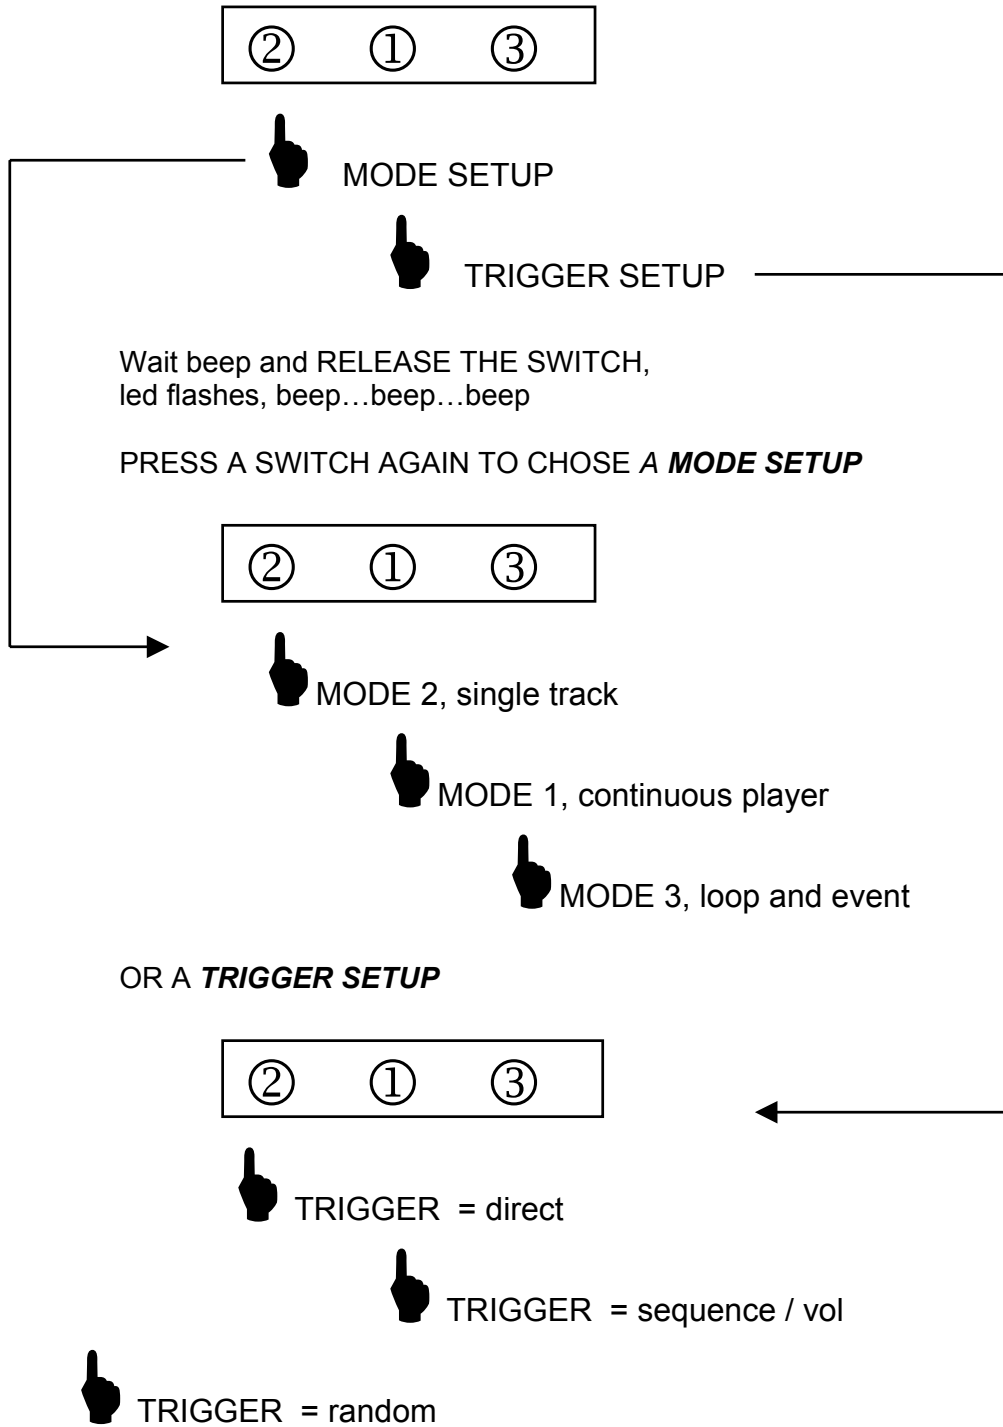 ② ① ③
MODE SETUP
TRIGGER SETUP
Wait beep and RELEASE THE SWITCH,
led flashes, beep…beep…beep
PRESS A SWITCH AGAIN TO CHOSE A MODE SETUP
② ① ③
MODE 2, single track
MODE 1, continuous player
MODE 3, loop and event
OR A TRIGGER SETUP
② ① ③
TRIGGER = direct
TRIGGER = sequence / vol
TRIGGER = random